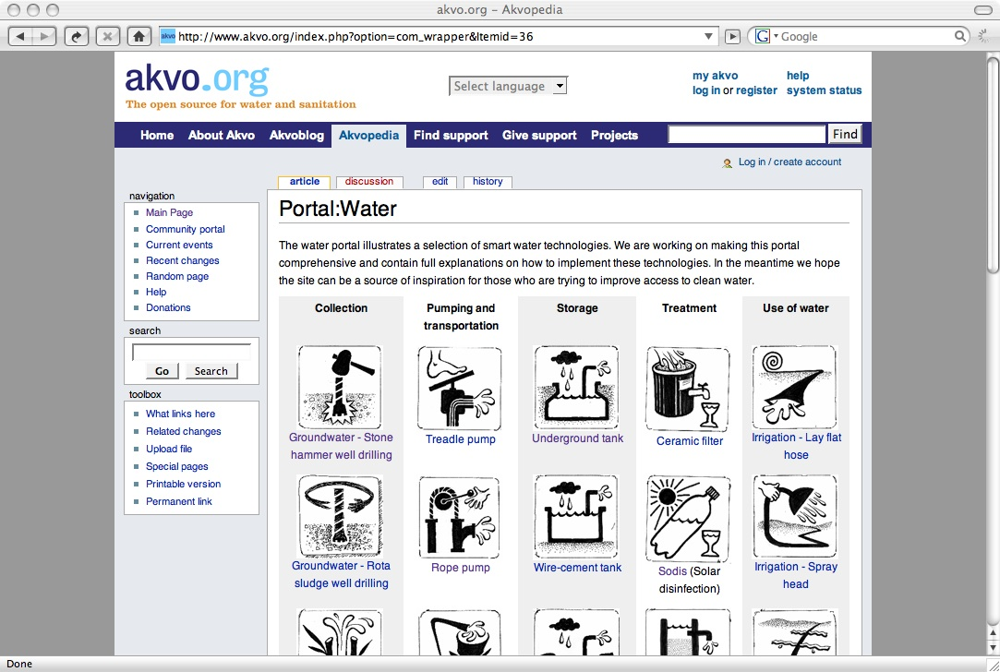 akvo.org – Akvopedia
akvo http://www.akvo.org/index.php?option=com_wrapper&Itemid=36
G Google
akvo.org
The open source for water and sanitation
Select language
my akvo help
log in or register system status
Home About Akvo Akvoblog Akvopedia Find support Give support Projects Find
Log in / create account
article discussion edit history
navigation
Main Page
Community portal
Current events
Recent changes
Random page
Help
Donations
search
Go Search
toolbox
What links here
Related changes
Upload file
Special pages
Printable version
Permanent link
Portal:Water
The water portal illustrates a selection of smart water technologies. We are working on making this portal
comprehensive and contain full explanations on how to implement these technologies. In the meantime we hope
the site can be a source of inspiration for those who are trying to improve access to clean water.
Collection
Pumping and
transportation
Storage
Treatment
Use of water
Groundwater - Stone
hammer well drilling
Treadle pump
Underground tank
Ceramic filter
Irrigation - Lay flat
hose
Groundwater - Rota
sludge well drilling
Rope pump
Wire-cement tank
Sodis (Solar
disinfection)
Irrigation - Spray
head
Done